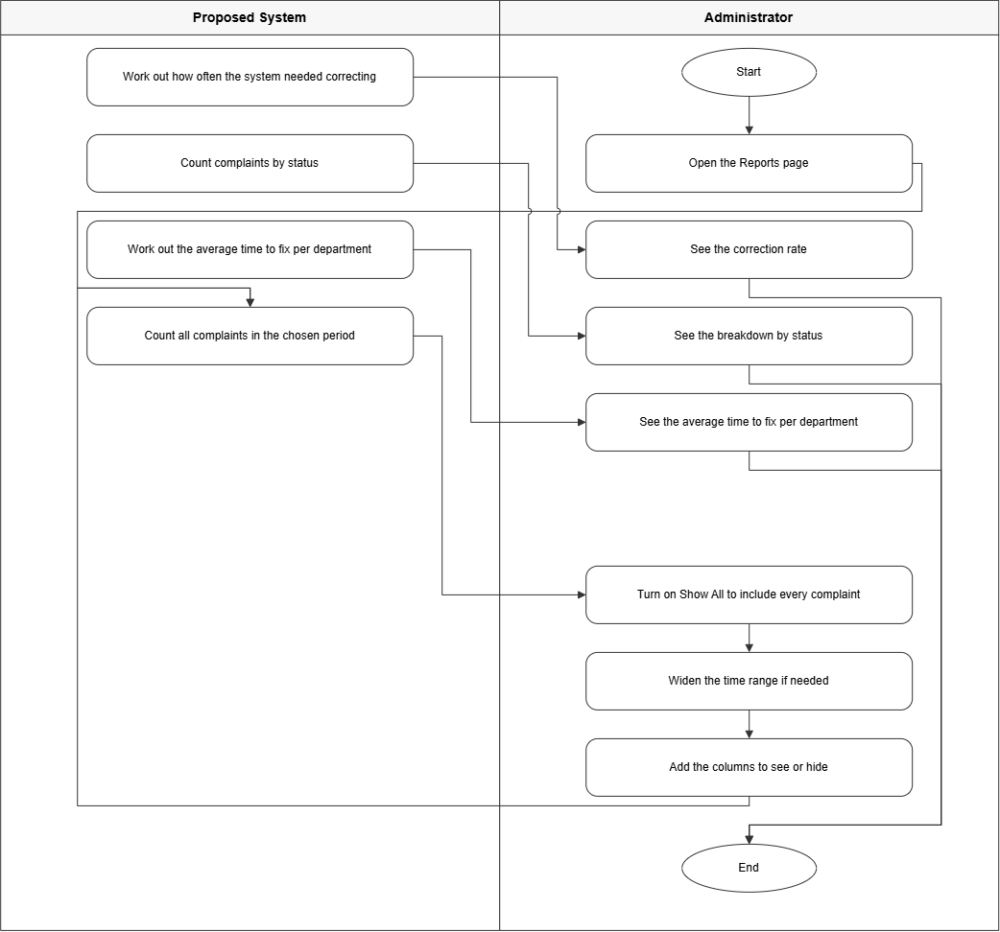 Proposed System
Administrator
Work out how often the system needed correcting
Start
Count complaints by status
Open the Reports page
Work out the average time to fix per department
See the correction rate
Count all complaints in the chosen period
See the breakdown by status
See the average time to fix per department
Turn on Show All to include every complaint
Widen the time range if needed
Add the columns to see or hide
End